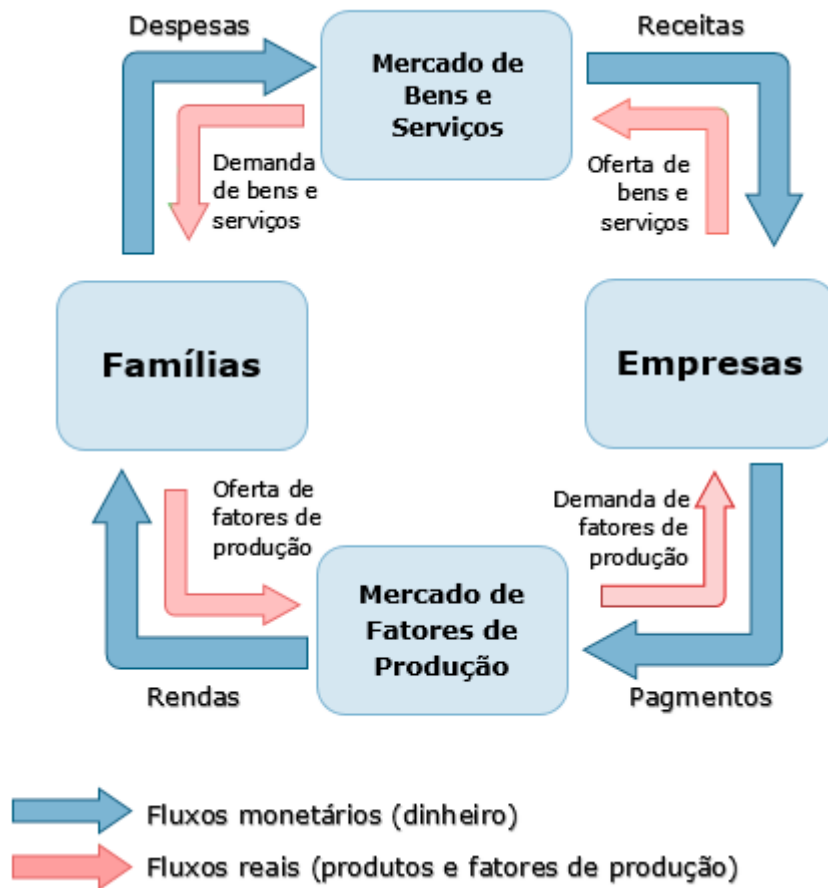 Despesas
Receitas
Mercado de
Bens e
Serviços
Demanda
de bens e
serviços
Oferta de
bens e
serviços
Famílias
Empresas
Oferta de
fatores de
produção
Demanda de
fatores de
produção
Mercado de
Fatores de
Produção
Rendas
Pagmentos
Fluxos monetários (dinheiro)
Fluxos reais (produtos e fatores de produção)